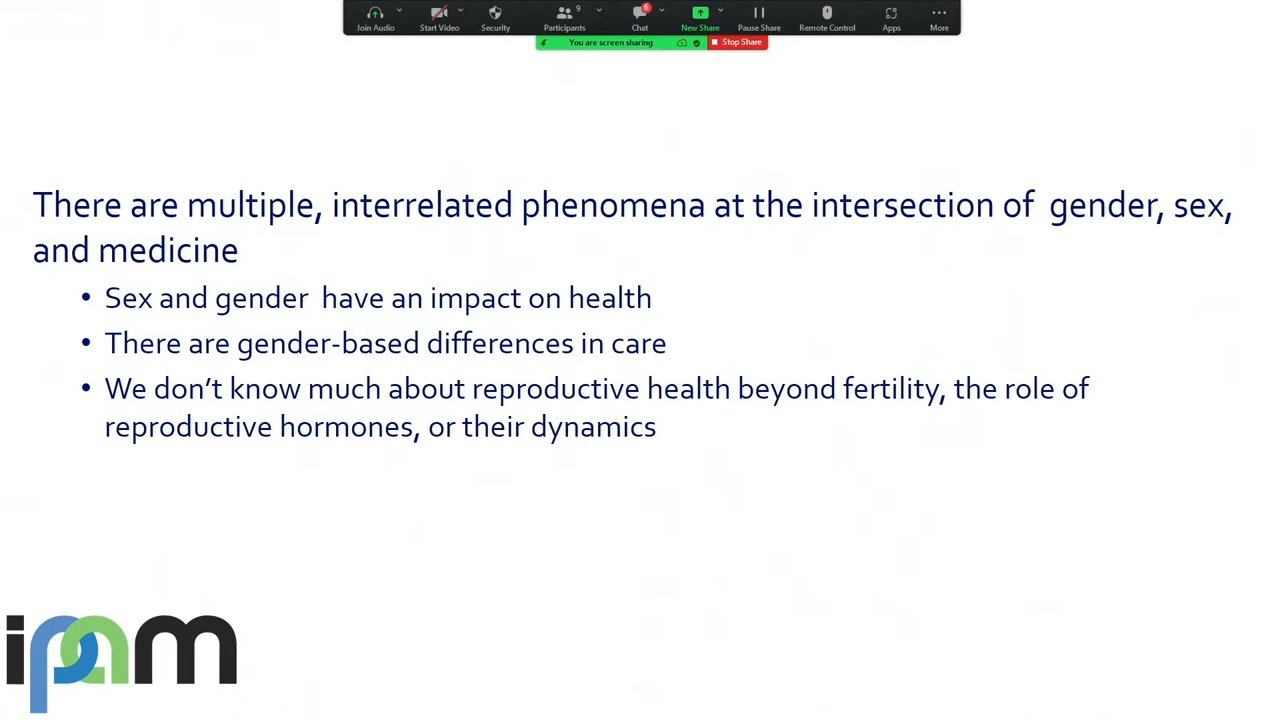 9
6
Join Audio
Start Video
Security
Participants
Chat
New Share
Pause Share
Remote Control
Apps
More
You are screen sharing
Stop Share
There are multiple, interrelated phenomena at the intersection of gender, sex,
and medicine
• Sex and gender have an impact on health
• There are gender-based differences in care
• We don't know much about reproductive health beyond fertility, the role of
reproductive hormones, or their dynamics
ipam